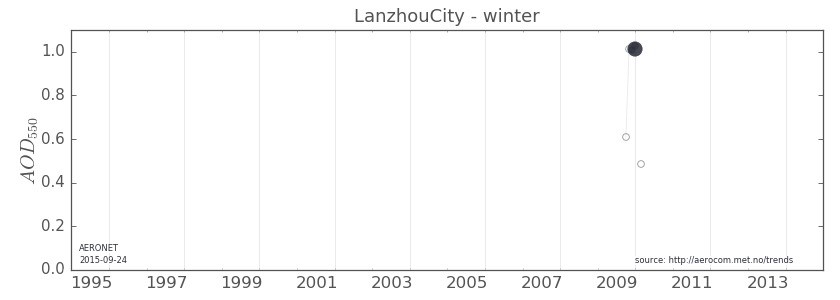 LanzhouCity - winter
1.0
0.8
0.6
0.4
0.2
0.0
AOD550
AERONET
2015-09-24
source: http://aerocom.met.no/trends
1995 1997 1999 2001 2003 2005 2007 2009 2011 2013